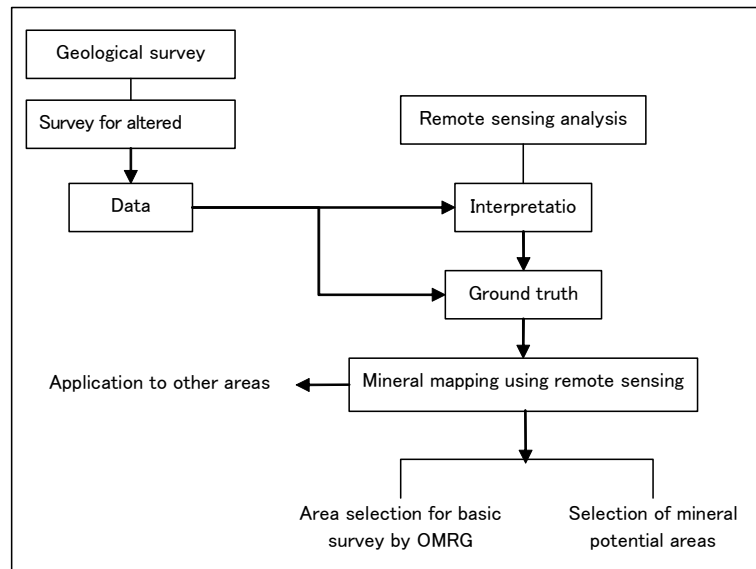 Geological survey
Survey for altered
Remote sensing analysis
Data
Interpretatio
Ground truth
Application to other areas
Mineral mapping using remote sensing
Area selection for basic
survey by OMRG
Selection of mineral
potential areas